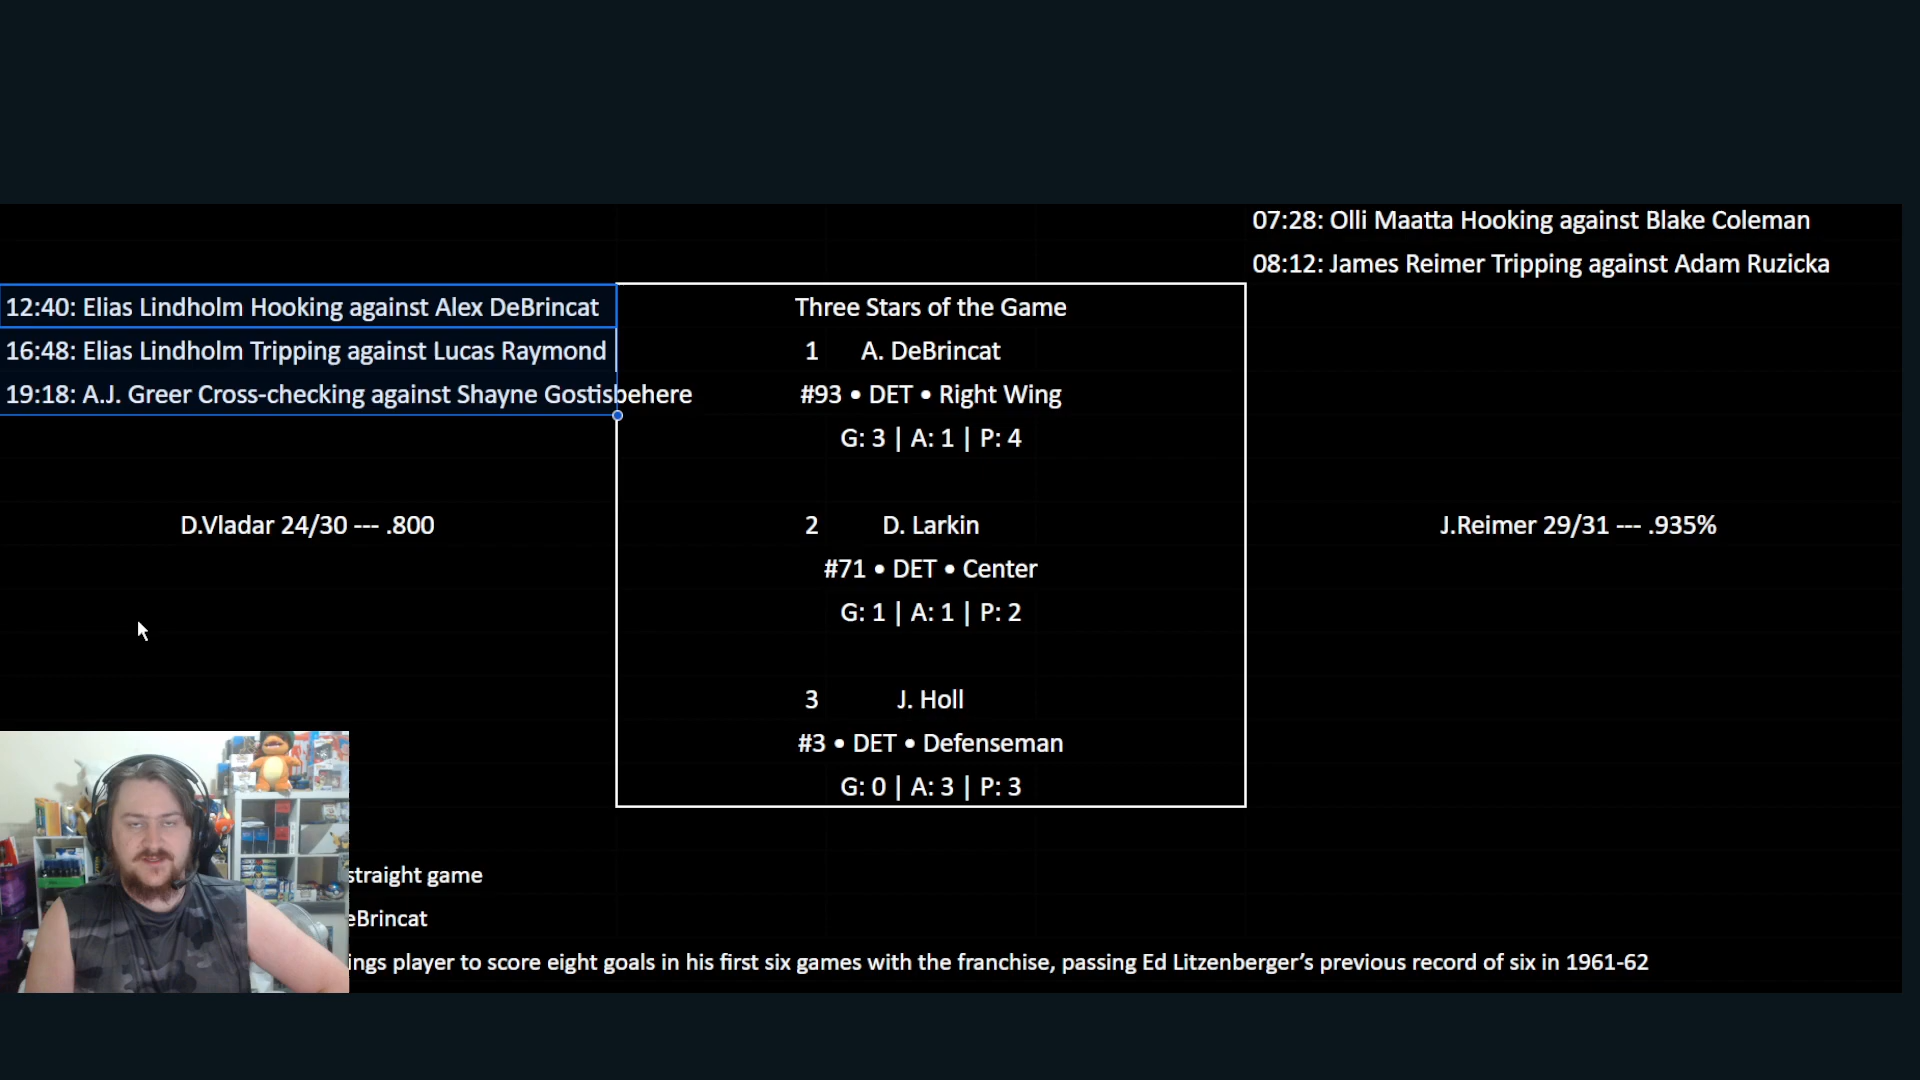 07:28: Olli Maatta Hooking against Blake Coleman
08:12: James Reimer Tripping against Adam Ruzicka
12:40: Elias Lindholm Hooking against Alex DeBrincat
16:48: Elias Lindholm Tripping against Lucas Raymond
19:18: A.J. Greer Cross-checking against Shayne Gostisbehere
Three Stars of the Game
1 A. DeBrincat
#93 • DET • Right Wing
G: 3 | A: 1 | P: 4
D.Vladar 24/30 --- .800
2 D. Larkin
#71 • DET • Center
G: 1 | A: 1 | P: 2
J.Reimer 29/31 --- .935%
3 J. Holl
#3 • DET • Defenseman
G: 0 | A: 3 | P: 3
straight game
eBrincat
ings player to score eight goals in his first six games with the franchise, passing Ed Litzenberger’s previous record of six in 1961-62